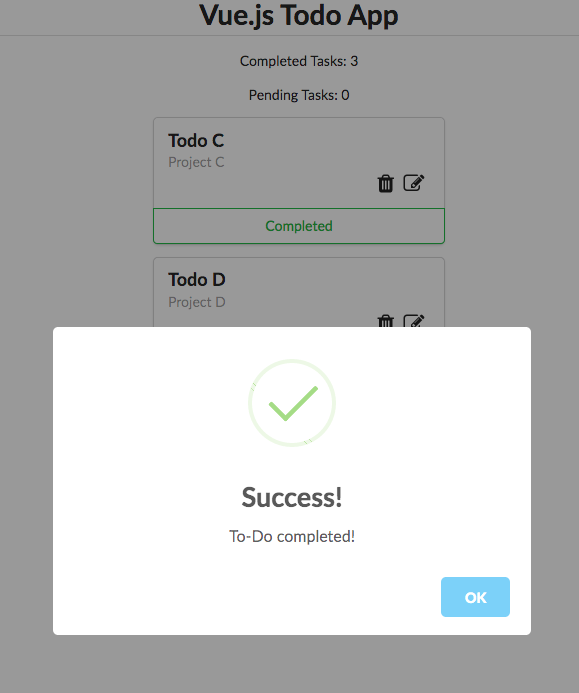 Vue.js Todo App
Completed Tasks: 3
Pending Tasks: 0
Todo C
Project C
Completed
Todo D
Project D
Success!
To-Do completed!
OK